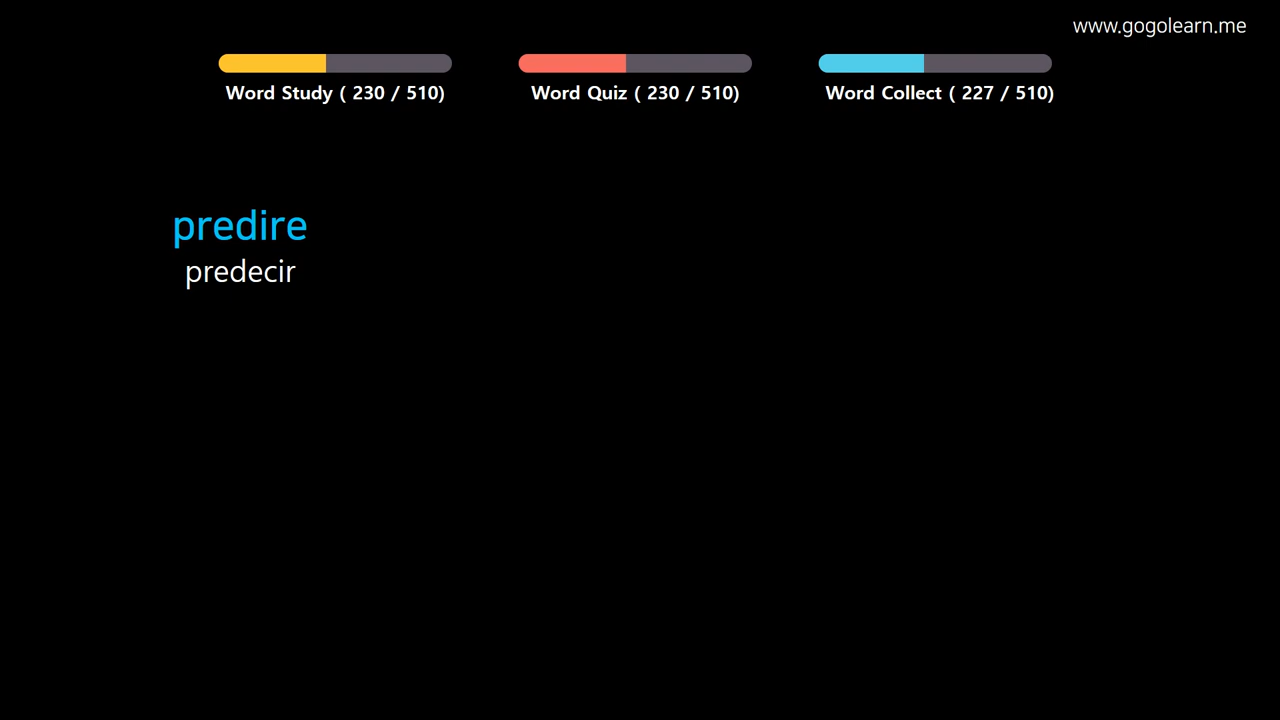 www.gogolearn.me
Word Study ( 230 / 510)
Word Quiz ( 230 / 510)
Word Collect ( 227 / 510)
predire
predecir